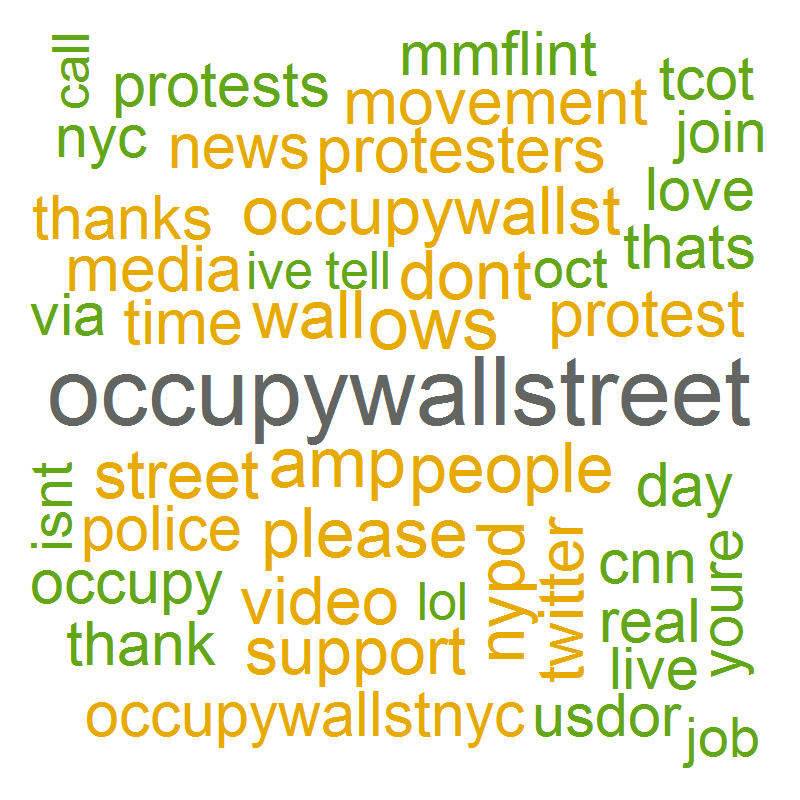 call
protests
mmflint
tcot
movement
nyc
news
protesters
join
thanks
occupywallst
love
thats
media
ive
tell
dont
oct
via
time
wall
ows
protest
occupywallstreet
street
amp
people
day
isnt
police
please
nypd
twitter
cnn
youre
occupy
video
lol
real
thank
support
live
occupywallstnyc
usdor
job